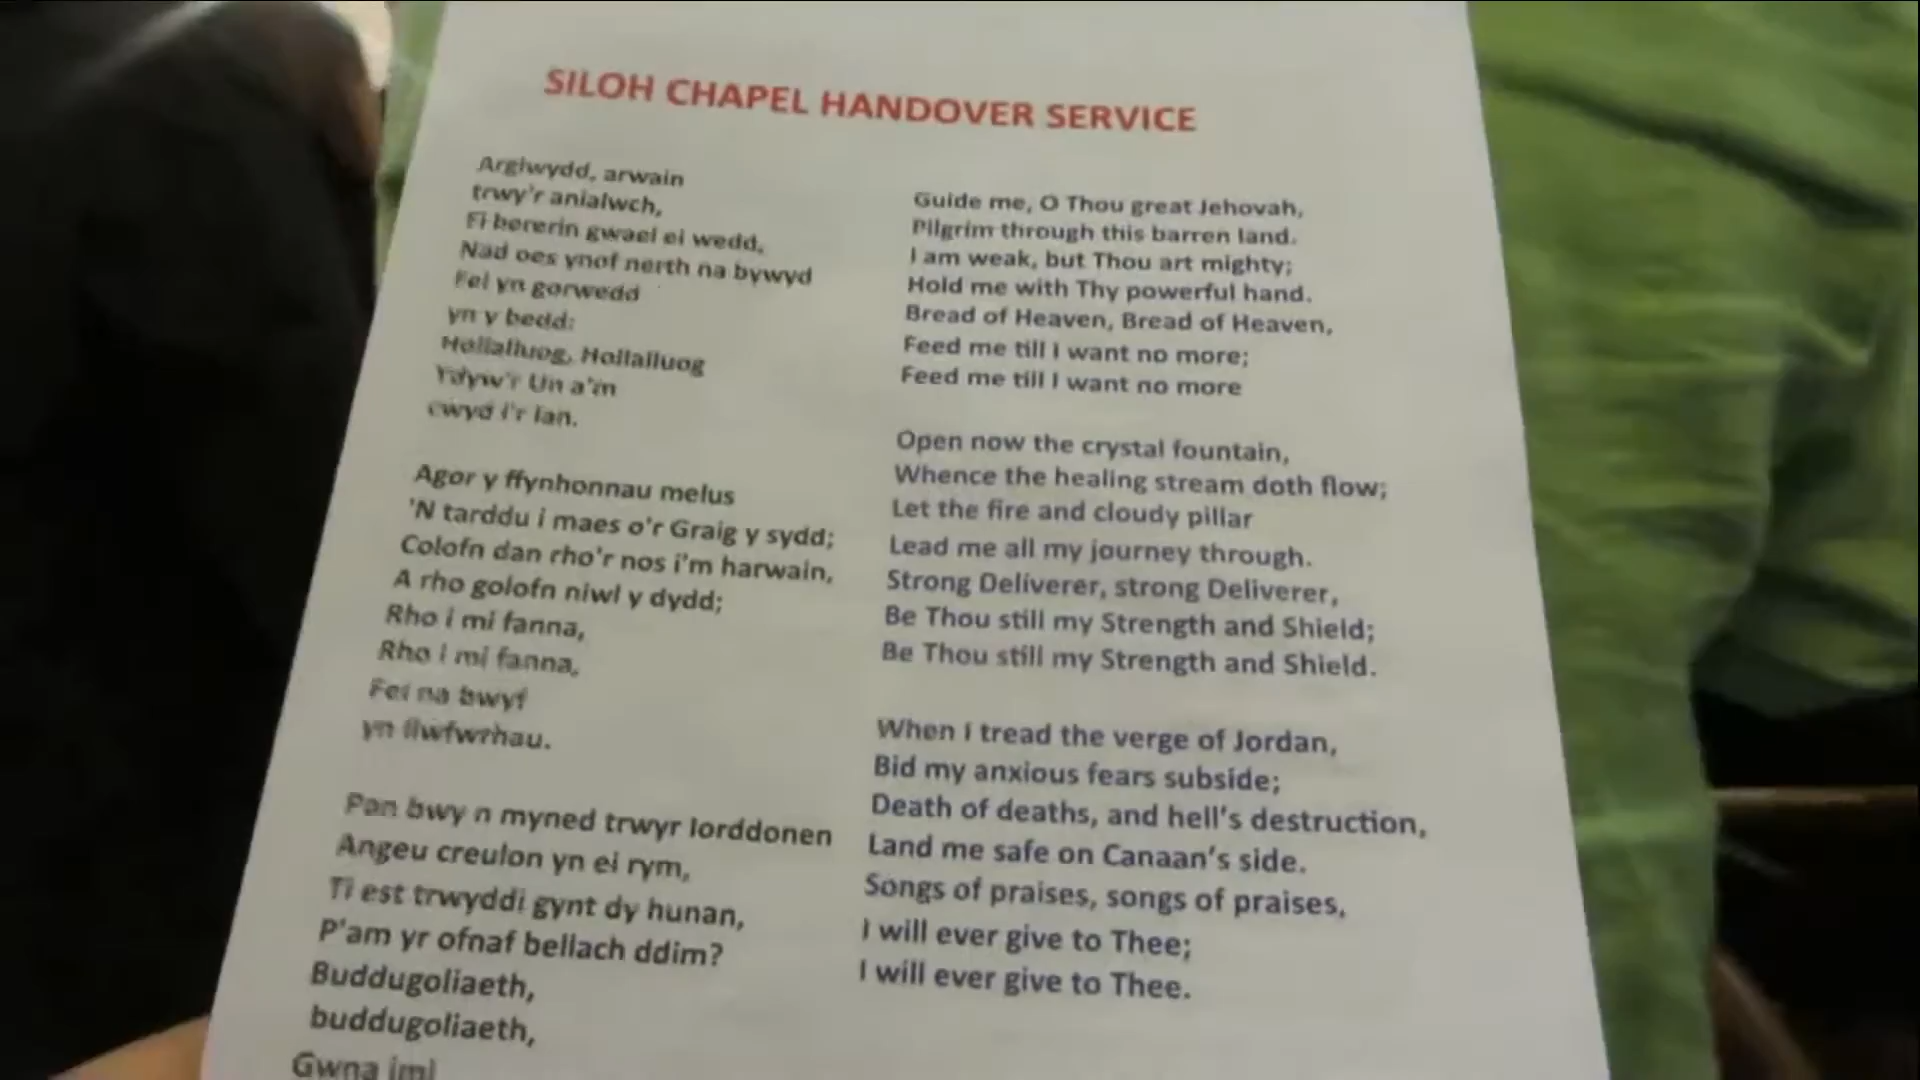 SILOH CHAPEL HANDOVER SERVICE
Arglwydd, arwain
trwy'r anialwch,
Fi bererin gwael ei wedd,
Nad oes ynof nerth na bywyd
Fel yn gorwedd
yn y bedd:
Hollalluog, Hollalluog
Ydyw'r Un a'm
cwyd i'r lan.
Agor y ffynhonnau melus
'N tarddu i maes o'r Graig y sydd;
Colofn dan rho'r nos i'm harwain,
A rho golofn niwl y dydd;
Rho i mi fanna,
Rho i mi fanna,
Fel na bwyf
yn llwfwrhau.
Pan bwy n myned trwyr Iorddonen
Angeu creulon yn ei rym,
Ti est trwyddi gynt dy hunan,
P'am yr ofnaf bellach ddim?
Buddugoliaeth,
buddugoliaeth,
Gwna imi
Guide me, O Thou great Jehovah,
Pilgrim through this barren land.
I am weak, but Thou art mighty;
Hold me with Thy powerful hand.
Bread of Heaven, Bread of Heaven,
Feed me till I want no more;
Feed me till I want no more
Open now the crystal fountain,
Whence the healing stream doth flow;
Let the fire and cloudy pillar
Lead me all my journey through.
Strong Deliverer, strong Deliverer,
Be Thou still my Strength and Shield;
Be Thou still my Strength and Shield.
When I tread the verge of Jordan,
Bid my anxious fears subside;
Death of deaths, and hell's destruction,
Land me safe on Canaan's side.
Songs of praises, songs of praises,
I will ever give to Thee;
I will ever give to Thee.